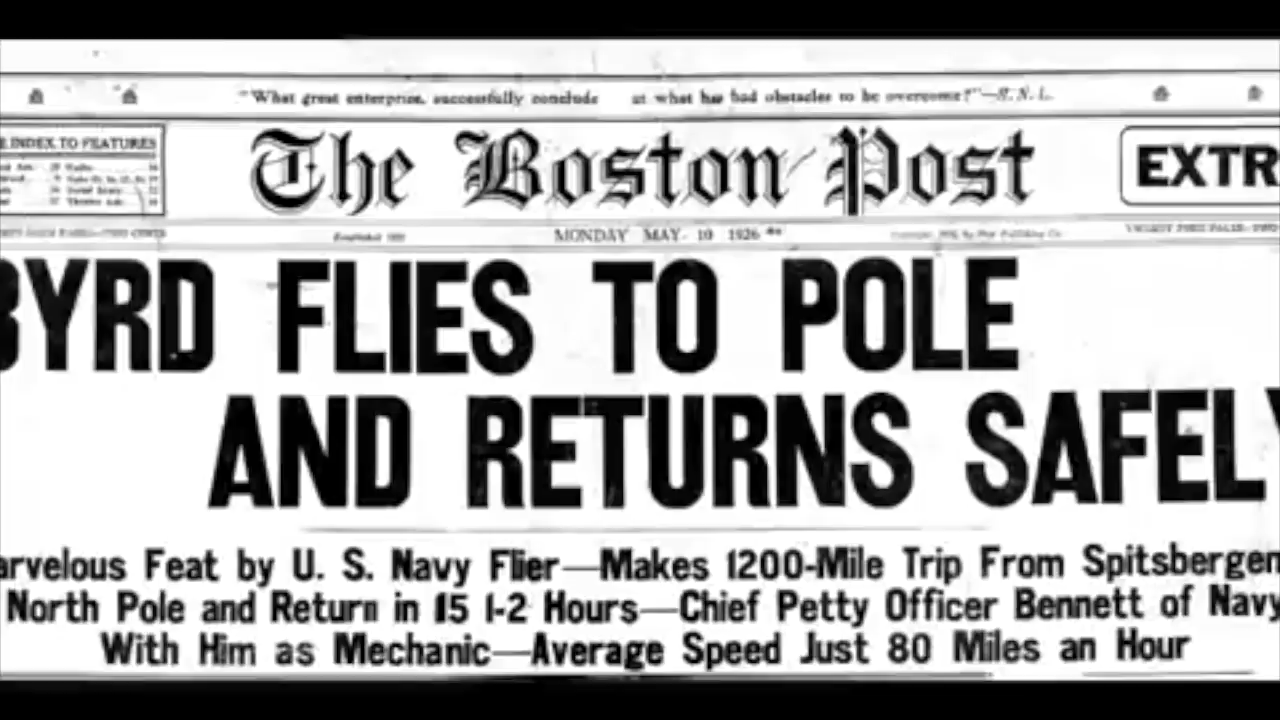 "What great enterprise, successfully conclude at what has had obstacles to be overcome?"—S.N.L.
INDEX TO FEATURES
The Boston Post
EXTR
MONDAY MAY 10 1926
BYRD FLIES TO POLE
AND RETURNS SAFELY
arvelous Feat by U. S. Navy Flier—Makes 1200-Mile Trip From Spitsbergen
North Pole and Return in 15 1-2 Hours—Chief Petty Officer Bennett of Navy
With Him as Mechanic—Average Speed Just 80 Miles an Hour